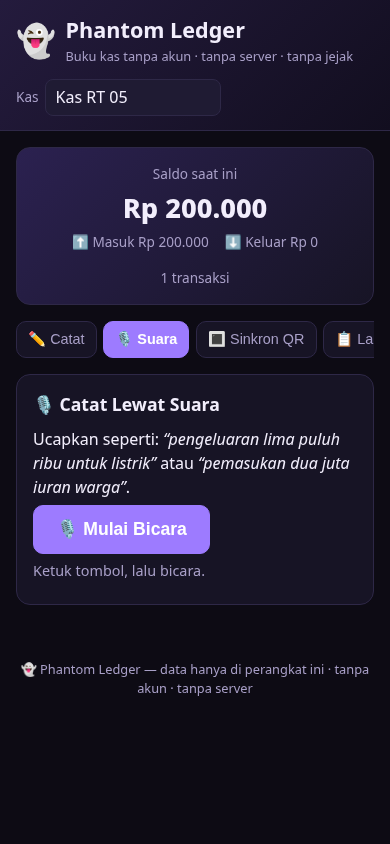 👻 Phantom Ledger
Buku kas tanpa akun · tanpa server · tanpa jejak
Kas Kas RT 05
Saldo saat ini
Rp 200.000
⬆️ Masuk Rp 200.000 ⬇️ Keluar Rp 0
1 transaksi
✏️ Catat 🎙️ Suara 🔳 Sinkron QR 📋 La
🎙️ Catat Lewat Suara
Ucapkan seperti: “pengeluaran lima puluh
ribu untuk listrik” atau “pemasukan dua juta
iuran warga”.
🎙️ Mulai Bicara
Ketuk tombol, lalu bicara.
👻 Phantom Ledger — data hanya di perangkat ini · tanpa
akun · tanpa server